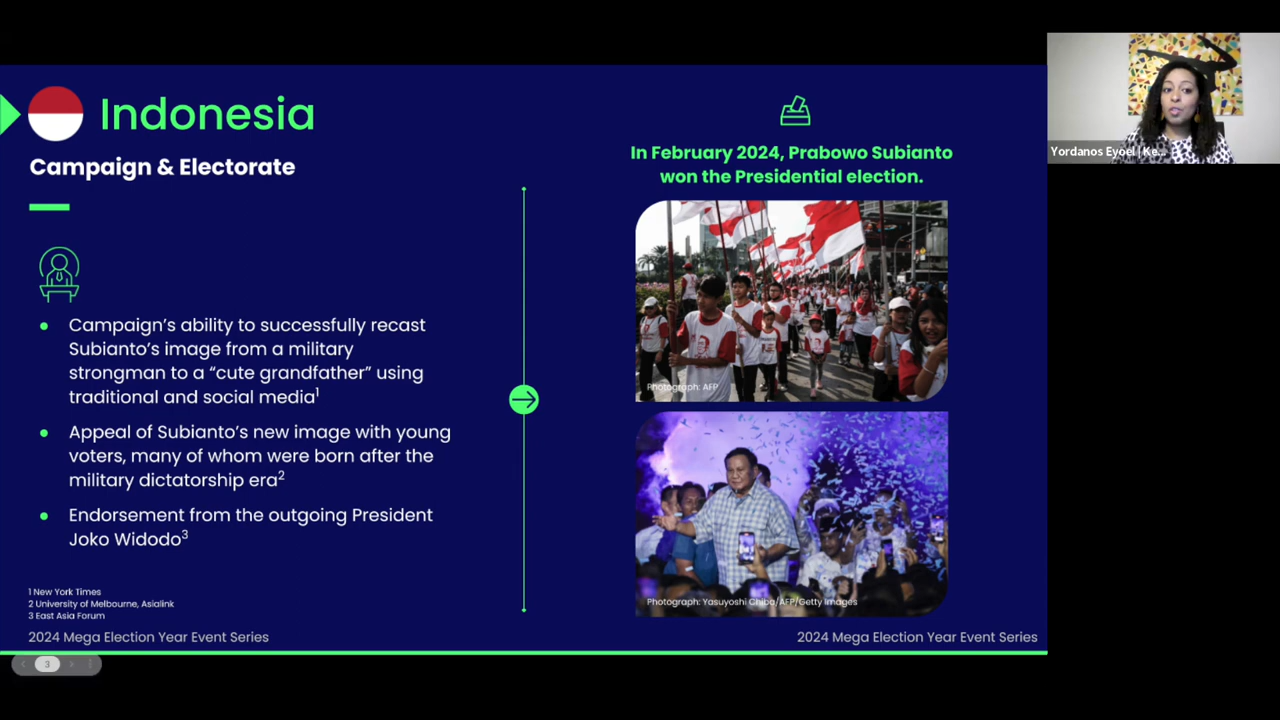 Indonesia
Campaign & Electorate
Campaign’s ability to successfully recast
Subianto’s image from a military
strongman to a “cute grandfather” using
traditional and social media1
Appeal of Subianto’s new image with young
voters, many of whom were born after the
military dictatorship era2
Endorsement from the outgoing President
Joko Widodo3
1 New York Times
2 University of Melbourne, Asialink
3 East Asia Forum
2024 Mega Election Year Event Series
In February 2024, Prabowo Subianto
won the Presidential election.
Photograph: AFP
Photograph: Yasuyoshi Chiba/AFP/Getty Images
2024 Mega Election Year Event Series
3
Yordanos Eyoel | Ke...